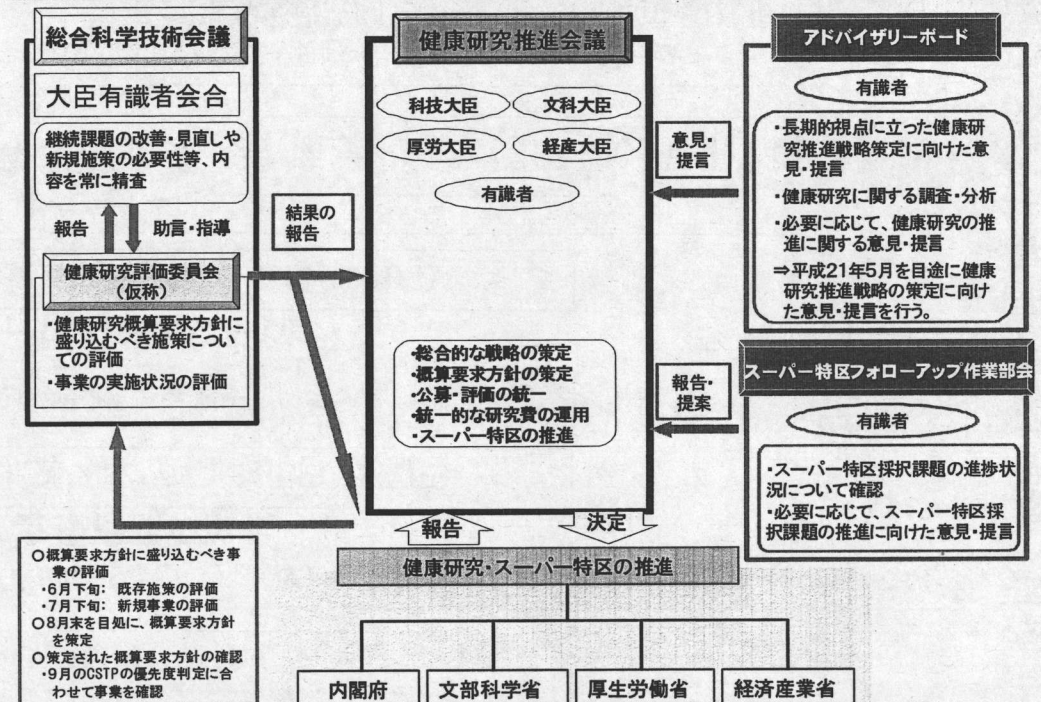 総合科学技術会議
大臣有識者会合
継続課題の改善・見直しや
新規施策の必要性等、内
容を常に精査
報告
助言・指導
健康研究評価委員会
(仮称)
・健康研究概算要求方針に
盛り込むべき施策につい
ての評価
・事業の実施状況の評価
結果の
報告
健康研究推進会議
科技大臣
文科大臣
厚労大臣
経産大臣
有識者
・総合的な戦略の策定
・概算要求方針の策定
・公募・評価の統一
・統一的な研究費の運用
・スーパー特区の推進
意見・
提言
報告・
提案
アドバイザリーボード
有識者
・長期的視点に立った健康研
究推進戦略策定に向けた意
見・提言
・健康研究に関する調査・分析
・必要に応じて、健康研究の推
進に関する意見・提言
⇒平成21年5月を目途に健康
研究推進戦略の策定に向け
た意見・提言を行う。
スーパー特区フォローアップ作業部会
有識者
・スーパー特区採択課題の進捗状
況について確認
・必要に応じて、スーパー特区採
択課題の推進に向けた意見・提言
報告
決定
健康研究・スーパー特区の推進
内閣府
文部科学省
厚生労働省
経済産業省
○概算要求方針に盛り込むべき事
業の評価
・6月下旬: 既存施策の評価
・7月下旬: 新規事業の評価
○8月末を目処に、概算要求方針
を策定
○策定された概算要求方針の確認
・9月のCSTPの優先度判定に合
わせて事業を確認